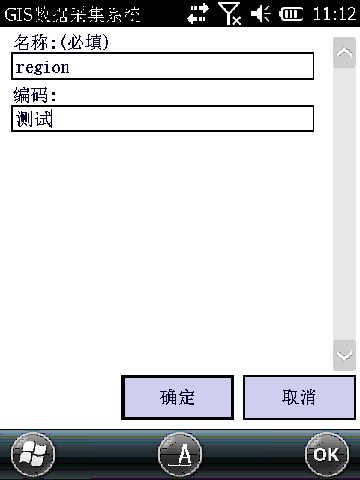 GIS数据采集系统 11:12
名称:(必填)
region
编码:
测试
确定 取消
A OK